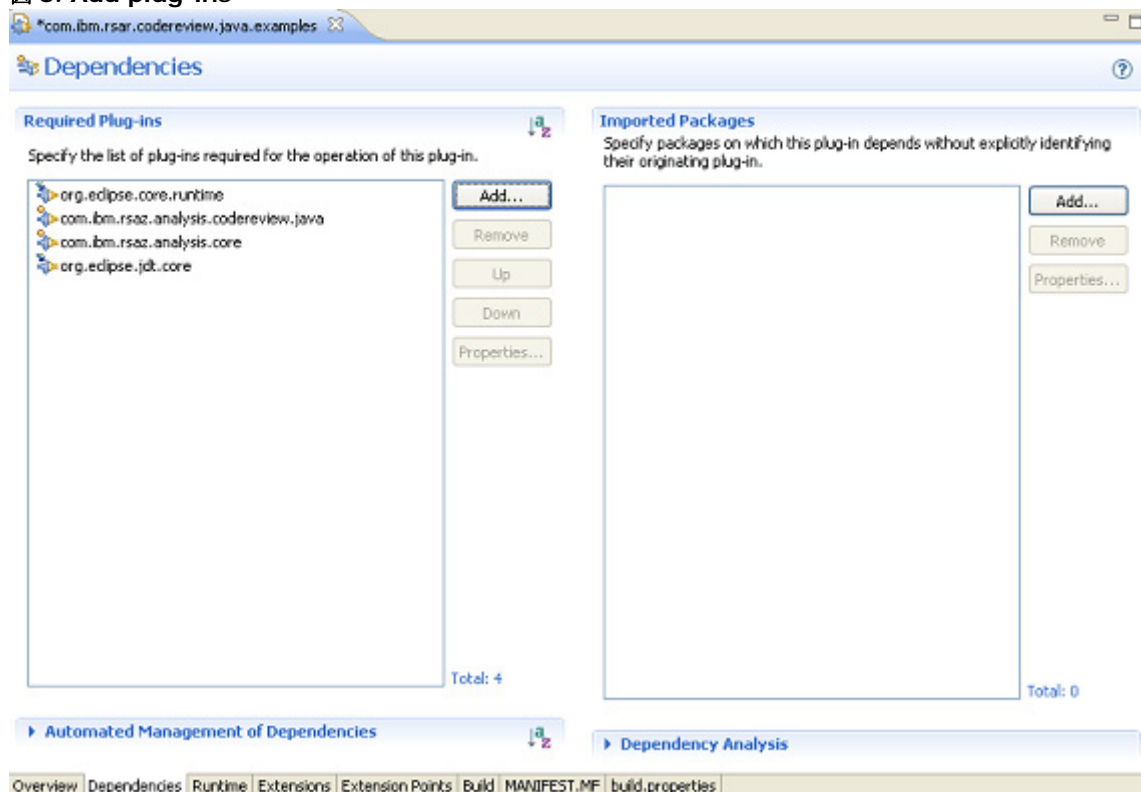 *com.ibm.rsar.codereview.java.examples
Dependencies
Required Plug-ins
Specify the list of plug-ins required for the operation of this plug-in.
org.eclipse.core.runtime
com.ibm.rsaz.analysis.codereview.java
com.ibm.rsaz.analysis.core
org.eclipse.jdt.core
Add...
Remove
Up
Down
Properties...
Total: 4
Automated Management of Dependencies
Imported Packages
Specify packages on which this plug-in depends without explicitly identifying
their originating plug-in.
Add...
Remove
Properties...
Total: 0
Dependency Analysis
Overview Dependencies Runtime Extensions Extension Points Build MANIFEST.MF build.properties